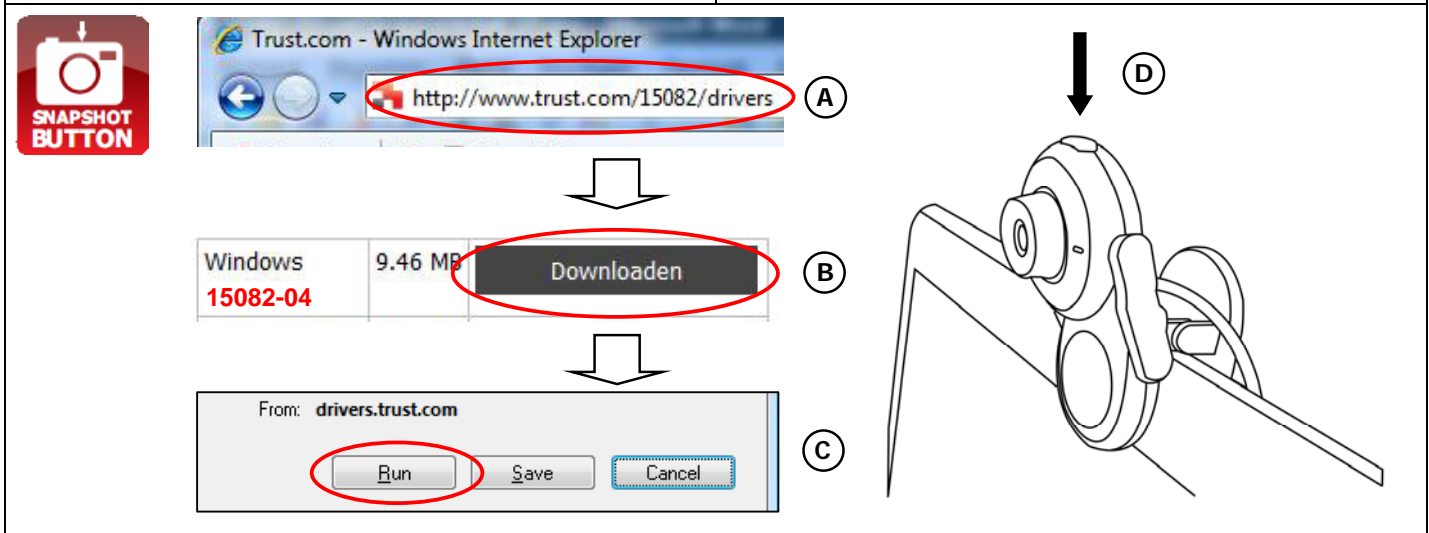 SNAPSHOT
BUTTON
Trust.com - Windows Internet Explorer
http://www.trust.com/15082/drivers
A
Windows
15082-04
9.46 MB
Downloaden
B
From: drivers.trust.com
Run
Save
Cancel
C
D